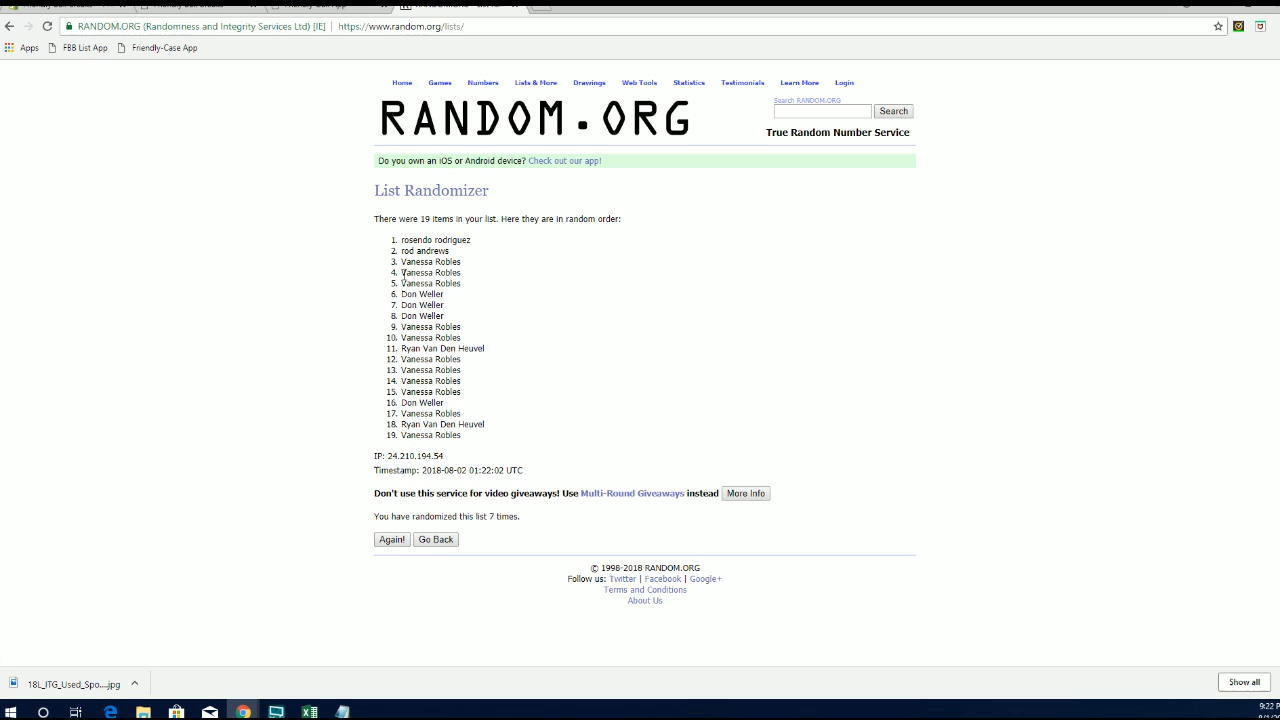 RANDOM.ORG (Randomness and Integrity Services Ltd) [IE] https://www.random.org/lists/
Apps FBB List App Friendly-Case App
Home Games Numbers Lists & More Drawings Web Tools Statistics Testimonials Learn More Login
RANDOM.ORG
Search RANDOM.ORG
Search
True Random Number Service
Do you own an iOS or Android device? Check out our app!
List Randomizer
There were 19 items in your list. Here they are in random order:
1. rosendo rodriguez
2. rod andrews
3. Vanessa Robles
4. Vanessa Robles
5. Vanessa Robles
6. Don Weller
7. Don Weller
8. Don Weller
9. Vanessa Robles
10. Vanessa Robles
11. Ryan Van Den Heuvel
12. Vanessa Robles
13. Vanessa Robles
14. Vanessa Robles
15. Vanessa Robles
16. Don Weller
17. Vanessa Robles
18. Ryan Van Den Heuvel
19. Vanessa Robles
IP: 24.210.194.54
Timestamp: 2018-08-02 01:22:02 UTC
Don't use this service for video giveaways! Use Multi-Round Giveaways instead More Info
You have randomized this list 7 times.
Again! Go Back
© 1998-2018 RANDOM.ORG
Follow us: Twitter | Facebook | Google+
Terms and Conditions
About Us
18L_ITG_Used_Spo....jpg
Show all
9:22 P